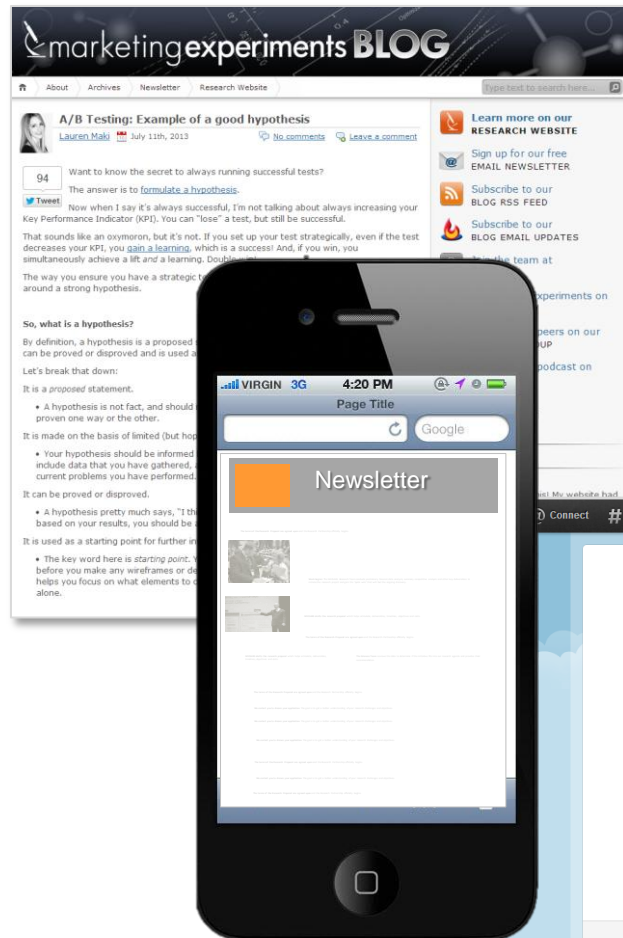 marketingexperiments BLOG
About Archives Newsletter Research Website
Type text to search here...
A/B Testing: Example of a good hypothesis
Lauren Maki July 11th, 2013 No comments Leave a comment
94
Tweet
Want to know the secret to always running successful tests?
The answer is to formulate a hypothesis.
Now when I say it's always successful, I'm not talking about always increasing your
Key Performance Indicator (KPI). You can "lose" a test, but still be successful.
That sounds like an oxymoron, but it's not. If you set up your test strategically, even if the test
decreases your KPI, you gain a learning, which is a success! And, if you win, you
simultaneously achieve a lift and a learning. Double
The way you ensure you have a strategic
around a strong hypothesis.
So, what is a hypothesis?
By definition, a hypothesis is a proposed
can be proved or disproved and is used
Let's break that down:
It is a proposed statement.
• A hypothesis is not fact, and should
proven one way or the other.
It is made on the basis of limited (but
• Your hypothesis should be informed
include data that you have gathered,
current problems you have performed.
It can be proved or disproved.
• A hypothesis pretty much says, "I
based on your results, you should be
It is used as a starting point for further
• The key word here is starting point.
before you make any wireframes or
helps you focus on what elements to
alone.
Learn more on our
RESEARCH WEBSITE
Sign up for our free
EMAIL NEWSLETTER
Subscribe to our
BLOG RSS FEED
Subscribe to our
BLOG EMAIL UPDATES
Join the team at
xperiments on
peers on our
UP
podcast on
My website had
Connect #
VIRGIN 3G 4:20 PM
Page Title
Google
Newsletter